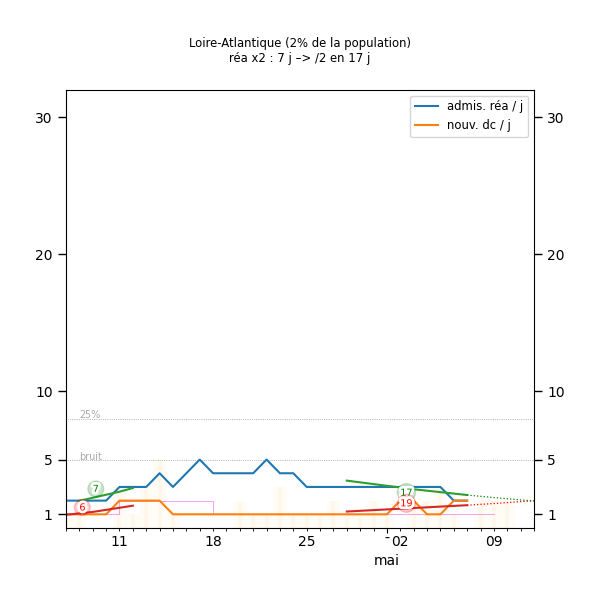 Loire-Atlantique (2% de la population)
réa x2 : 7 j –> /2 en 17 j
admis. réa / j
nouv. dc / j
30 30
20 20
10 10
25%
5 bruit 5
7 17
6 19
1 1
11 18 25 02 09
mai